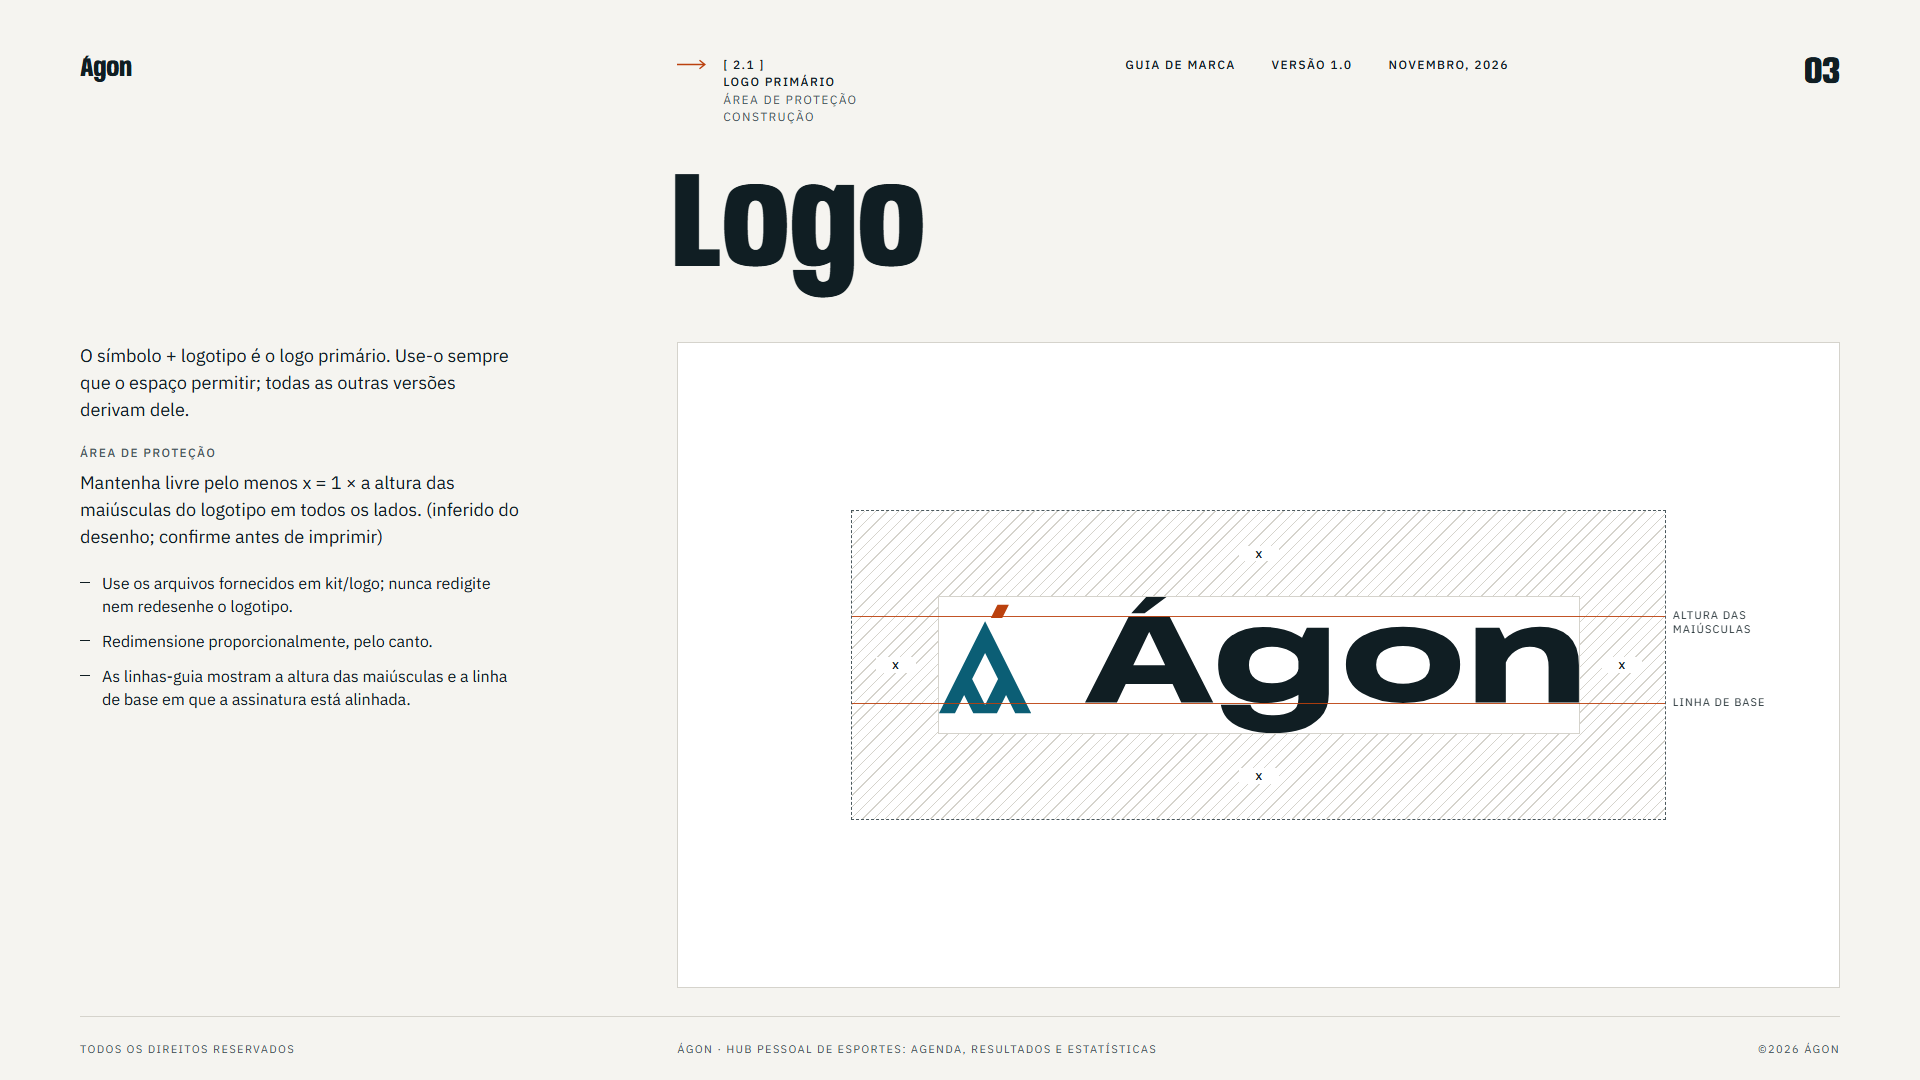 Ágon
[ 2.1 ]
LOGO PRIMÁRIO
ÁREA DE PROTEÇÃO
CONSTRUÇÃO
GUIA DE MARCA
VERSÃO 1.0
NOVEMBRO, 2026
03
Logo
O símbolo + logotipo é o logo primário. Use-o sempre
que o espaço permitir; todas as outras versões
derivam dele.
ÁREA DE PROTEÇÃO
Mantenha livre pelo menos x = 1 × a altura das
maiúsculas do logotipo em todos os lados. (inferido do
desenho; confirme antes de imprimir)
— Use os arquivos fornecidos em kit/logo; nunca redigite
nem redesenhe o logotipo.
— Redimensione proporcionalmente, pelo canto.
— As linhas-guia mostram a altura das maiúsculas e a linha
de base em que a assinatura está alinhada.
x
x
Ágon
x
x
ALTURA DAS
MAIÚSCULAS
LINHA DE BASE
TODOS OS DIREITOS RESERVADOS
ÁGON · HUB PESSOAL DE ESPORTES: AGENDA, RESULTADOS E ESTATÍSTICAS
©2026 ÁGON